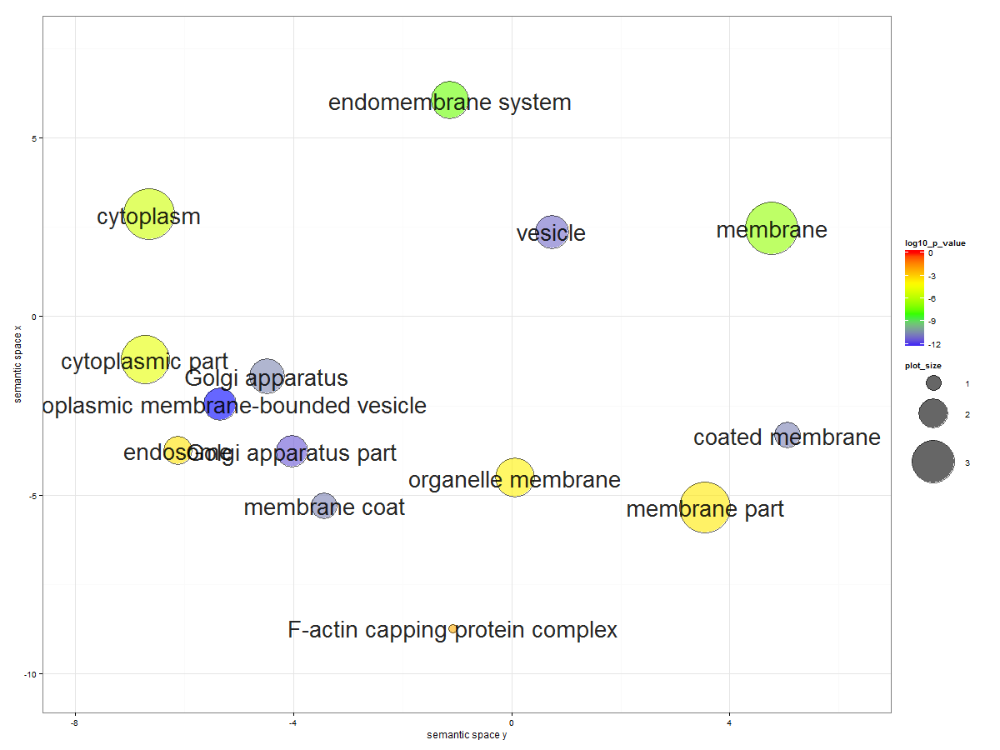 endomembrane system
cytoplasm
vesicle
membrane
cytoplasmic part
Golgi apparatus
oplasmic membrane-bounded vesicle
coated membrane
endosome
Golgi apparatus part
organelle membrane
membrane coat
membrane part
F-actin capping protein complex
5
0
-5
-10
semantic space x
-8
-4
0
4
semantic space y
log10_p_value
0
-3
-6
-9
-12
plot_size
1
2
3